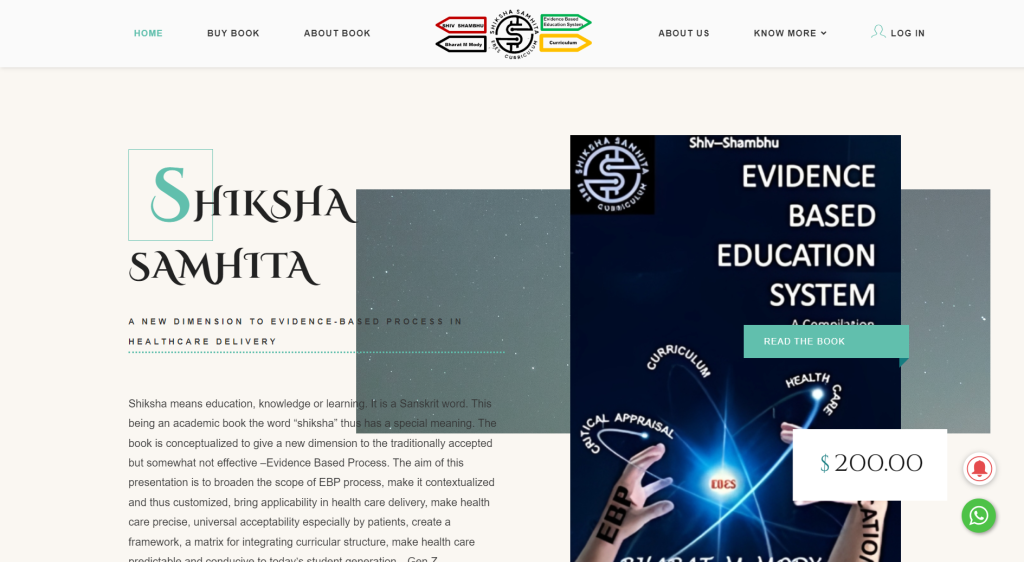 HOME
BUY BOOK
ABOUT BOOK
SHIV SHAMBHU
Bharat M Mody
SHIKSHA SAMHITA
EBES CURRICULUM
Evidence Based
Education System
Curriculum
ABOUT US
KNOW MORE
LOG IN
SHIKSHA
SAMHITA
A NEW DIMENSION TO EVIDENCE-BASED PROCESS IN
HEALTHCARE DELIVERY
Shiksha means education, knowledge or learning. It is a Sanskrit word. This
being an academic book the word “shiksha” thus has a special meaning. The
book is conceptualized to give a new dimension to the traditionally accepted
but somewhat not effective –Evidence Based Process. The aim of this
presentation is to broaden the scope of EBP process, make it contextualized
and thus customized, bring applicability in health care delivery, make health
care precise, universal acceptability especially by patients, create a
framework, a matrix for integrating curricular structure, make health care
predictable and conducive to today's student generation – Gen Z.
SHIKSHA SAMHITA
EBES CURRICULUM
Shiv–Shambhu
EVIDENCE
BASED
EDUCATION
SYSTEM
A Compilation
READ THE BOOK
CURRICULUM
HEALTH CARE
CRITICAL APPRAISAL
EBES
EBP
$ 200.00
BHARAT M MODY